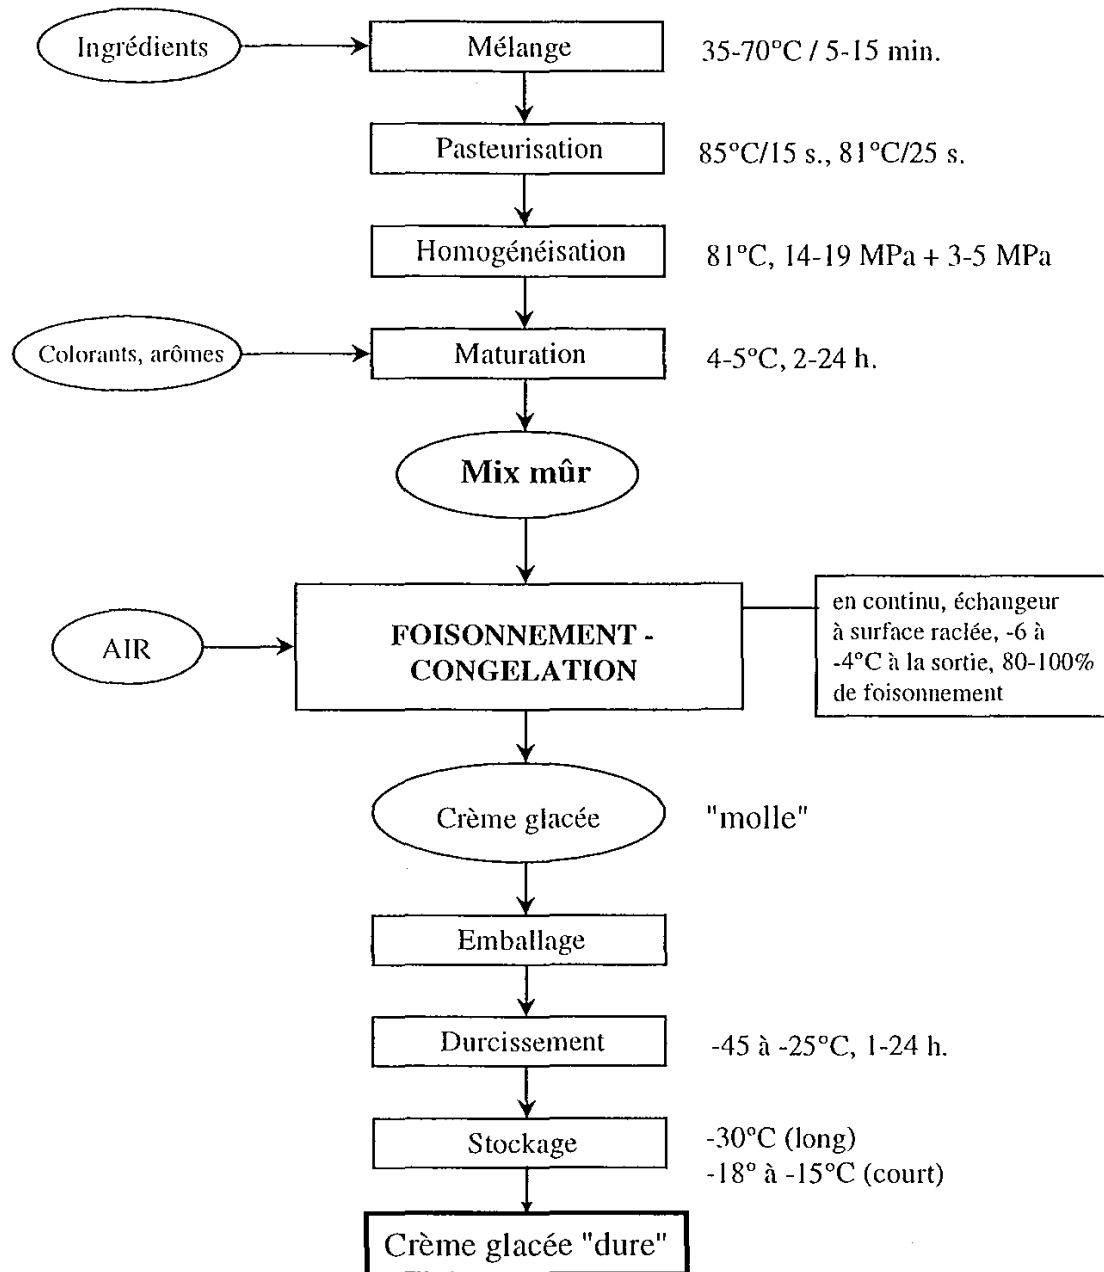 Ingrédients
Mélange
35-70°C / 5-15 min.
Pasteurisation
85°C/15 s., 81°C/25 s.
Homogénéisation
81°C, 14-19 MPa + 3-5 MPa
Colorants, arômes
Maturation
4-5°C, 2-24 h.
Mix mûr
AIR
FOISONNEMENT -
CONGELATION
en continu, échangeur
à surface raclée, -6 à
-4°C à la sortie, 80-100%
de foisonnement
Crème glacée
"molle"
Emballage
Durcissement
-45 à -25°C, 1-24 h.
Stockage
-30°C (long)
-18° à -15°C (court)
Crème glacée "dure"